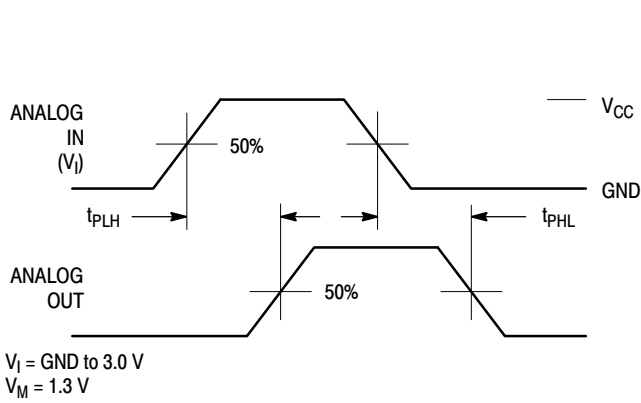 ANALOG
IN
(VI)
50%
VCC
GND
tPLH
tPHL
ANALOG
OUT
50%
VI = GND to 3.0 V
VM = 1.3 V